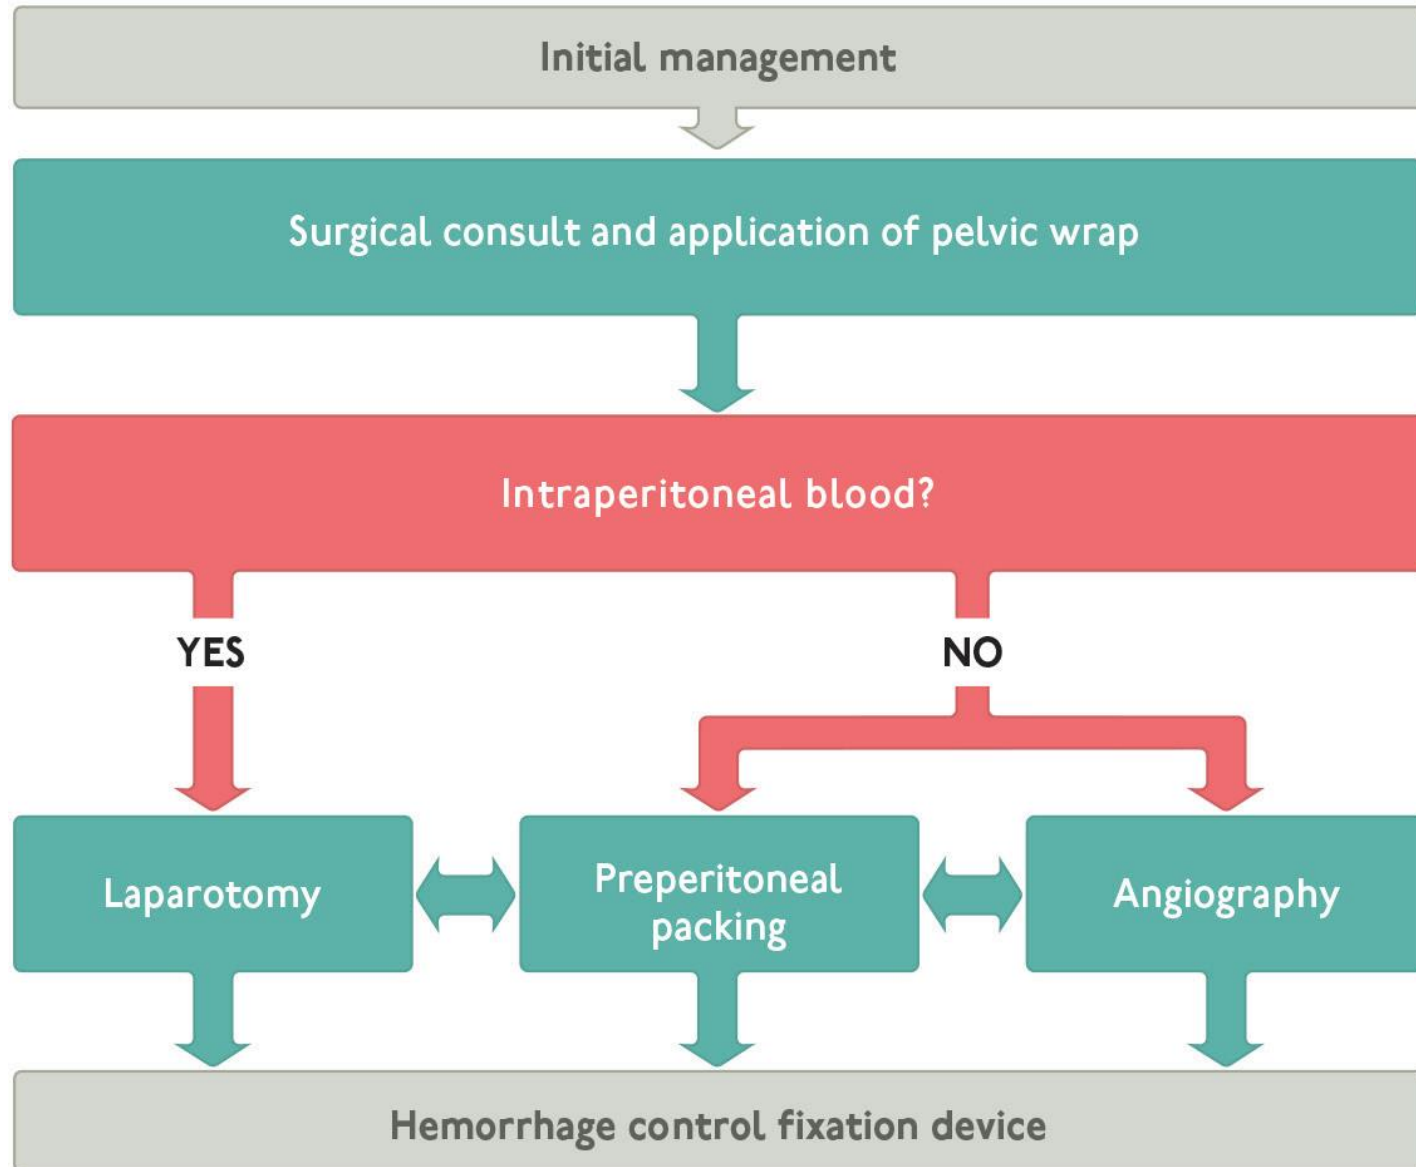 Initial management
Surgical consult and application of pelvic wrap
Intraperitoneal blood?
YES
NO
Laparotomy
Preperitoneal
packing
Angiography
Hemorrhage control fixation device